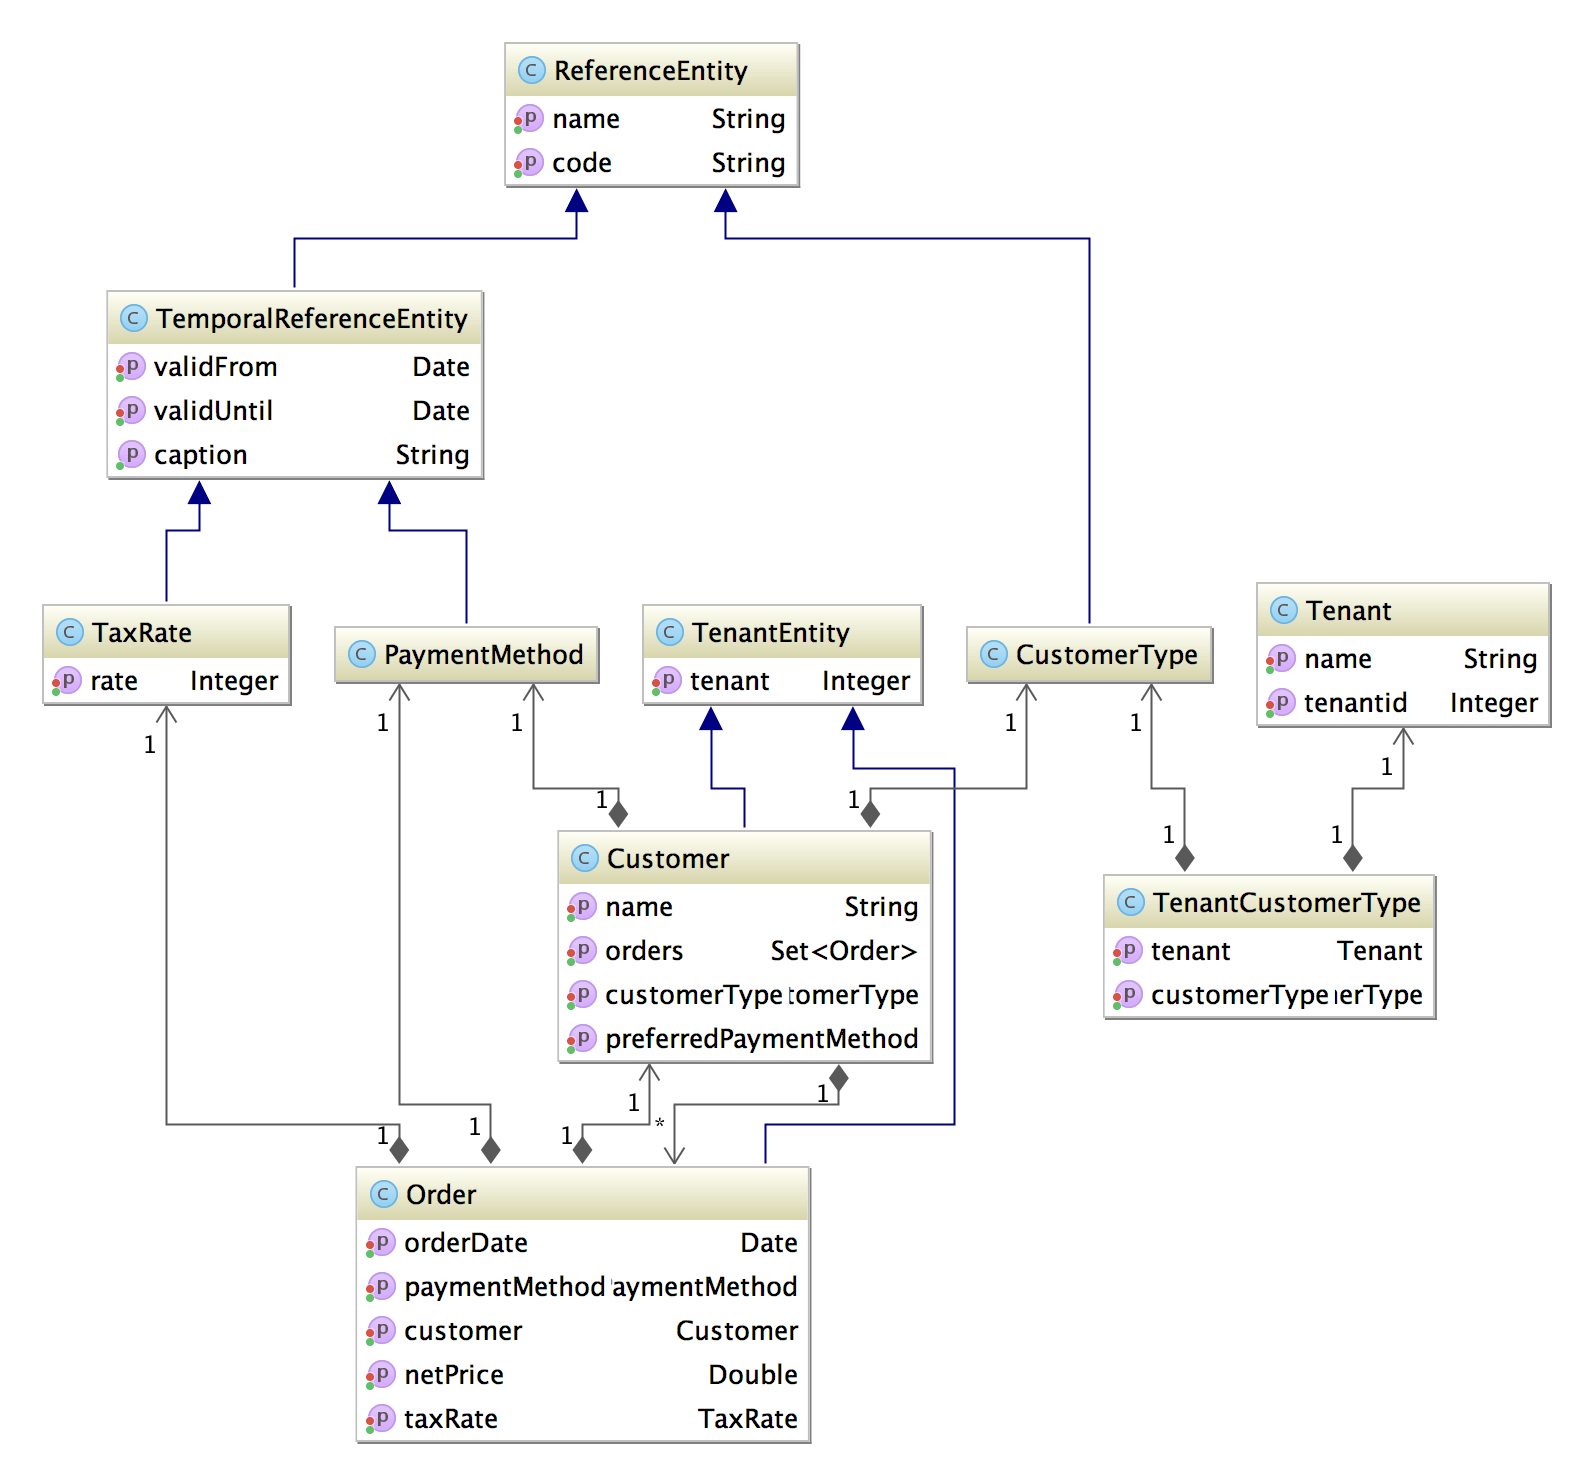 C ReferenceEntity
p name String
p code String
C TemporalReferenceEntity
p validFrom Date
p validUntil Date
p caption String
C TaxRate
p rate Integer
C PaymentMethod
C TenantEntity
p tenant Integer
C CustomerType
C Tenant
p name String
p tenantid Integer
1 1 1 1 1 1
1 1 1 1
C Customer
p name String
p orders Set<Order>
p customerType tomerType
p preferredPaymentMethod
C TenantCustomerType
p tenant Tenant
p customerType erType
1 1 *
1 1 1
C Order
p orderDate Date
p paymentMethod aymentMethod
p customer Customer
p netPrice Double
p taxRate TaxRate